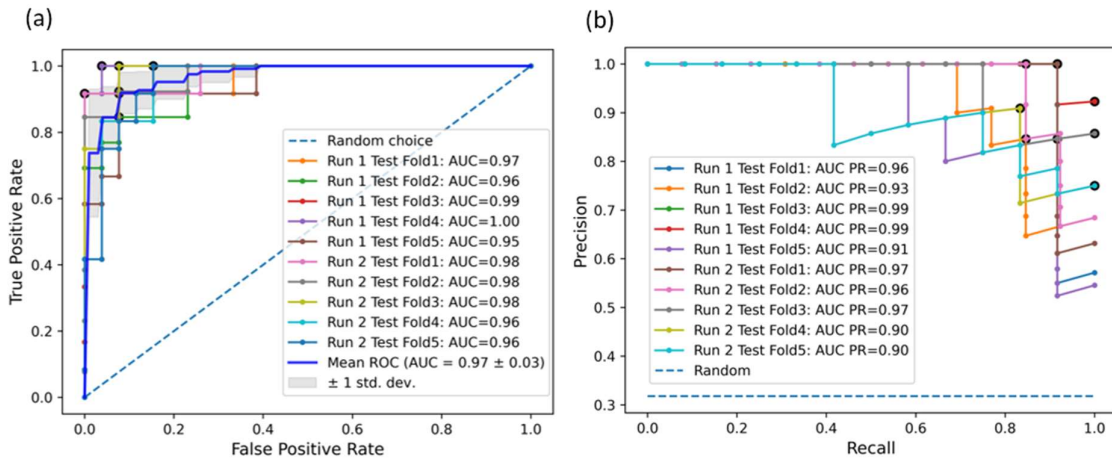 (a)
1.0
0.8
0.6
0.4
0.2
0.0
True Positive Rate
0.0
0.2
0.4
0.6
0.8
1.0
False Positive Rate
Random choice
Run 1 Test Fold1: AUC=0.97
Run 1 Test Fold2: AUC=0.96
Run 1 Test Fold3: AUC=0.99
Run 1 Test Fold4: AUC=1.00
Run 1 Test Fold5: AUC=0.95
Run 2 Test Fold1: AUC=0.98
Run 2 Test Fold2: AUC=0.98
Run 2 Test Fold3: AUC=0.98
Run 2 Test Fold4: AUC=0.96
Run 2 Test Fold5: AUC=0.96
Mean ROC (AUC = 0.97 ± 0.03)
± 1 std. dev.
(b)
1.0
0.9
0.8
0.7
0.6
0.5
0.4
0.3
Precision
0.0
0.2
0.4
0.6
0.8
1.0
Recall
Run 1 Test Fold1: AUC PR=0.96
Run 1 Test Fold2: AUC PR=0.93
Run 1 Test Fold3: AUC PR=0.99
Run 1 Test Fold4: AUC PR=0.99
Run 1 Test Fold5: AUC PR=0.91
Run 2 Test Fold1: AUC PR=0.97
Run 2 Test Fold2: AUC PR=0.96
Run 2 Test Fold3: AUC PR=0.97
Run 2 Test Fold4: AUC PR=0.90
Run 2 Test Fold5: AUC PR=0.90
Random